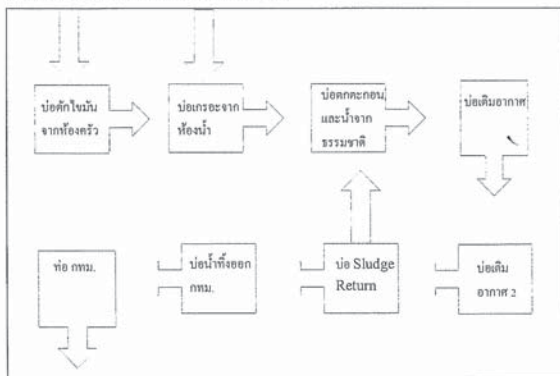 บ่อดักไขมัน
จากห้องครัว
บ่อเกรอะจาก
ห้องน้ำ
บ่อตกตะกอน
และน้ำจาก
ธรรมชาติ
บ่อเติมอากาศ
ท่อ กทม.
บ่อน้ำทิ้งออก
กทม.
บ่อ Sludge
Return
บ่อเติม
อากาศ 2